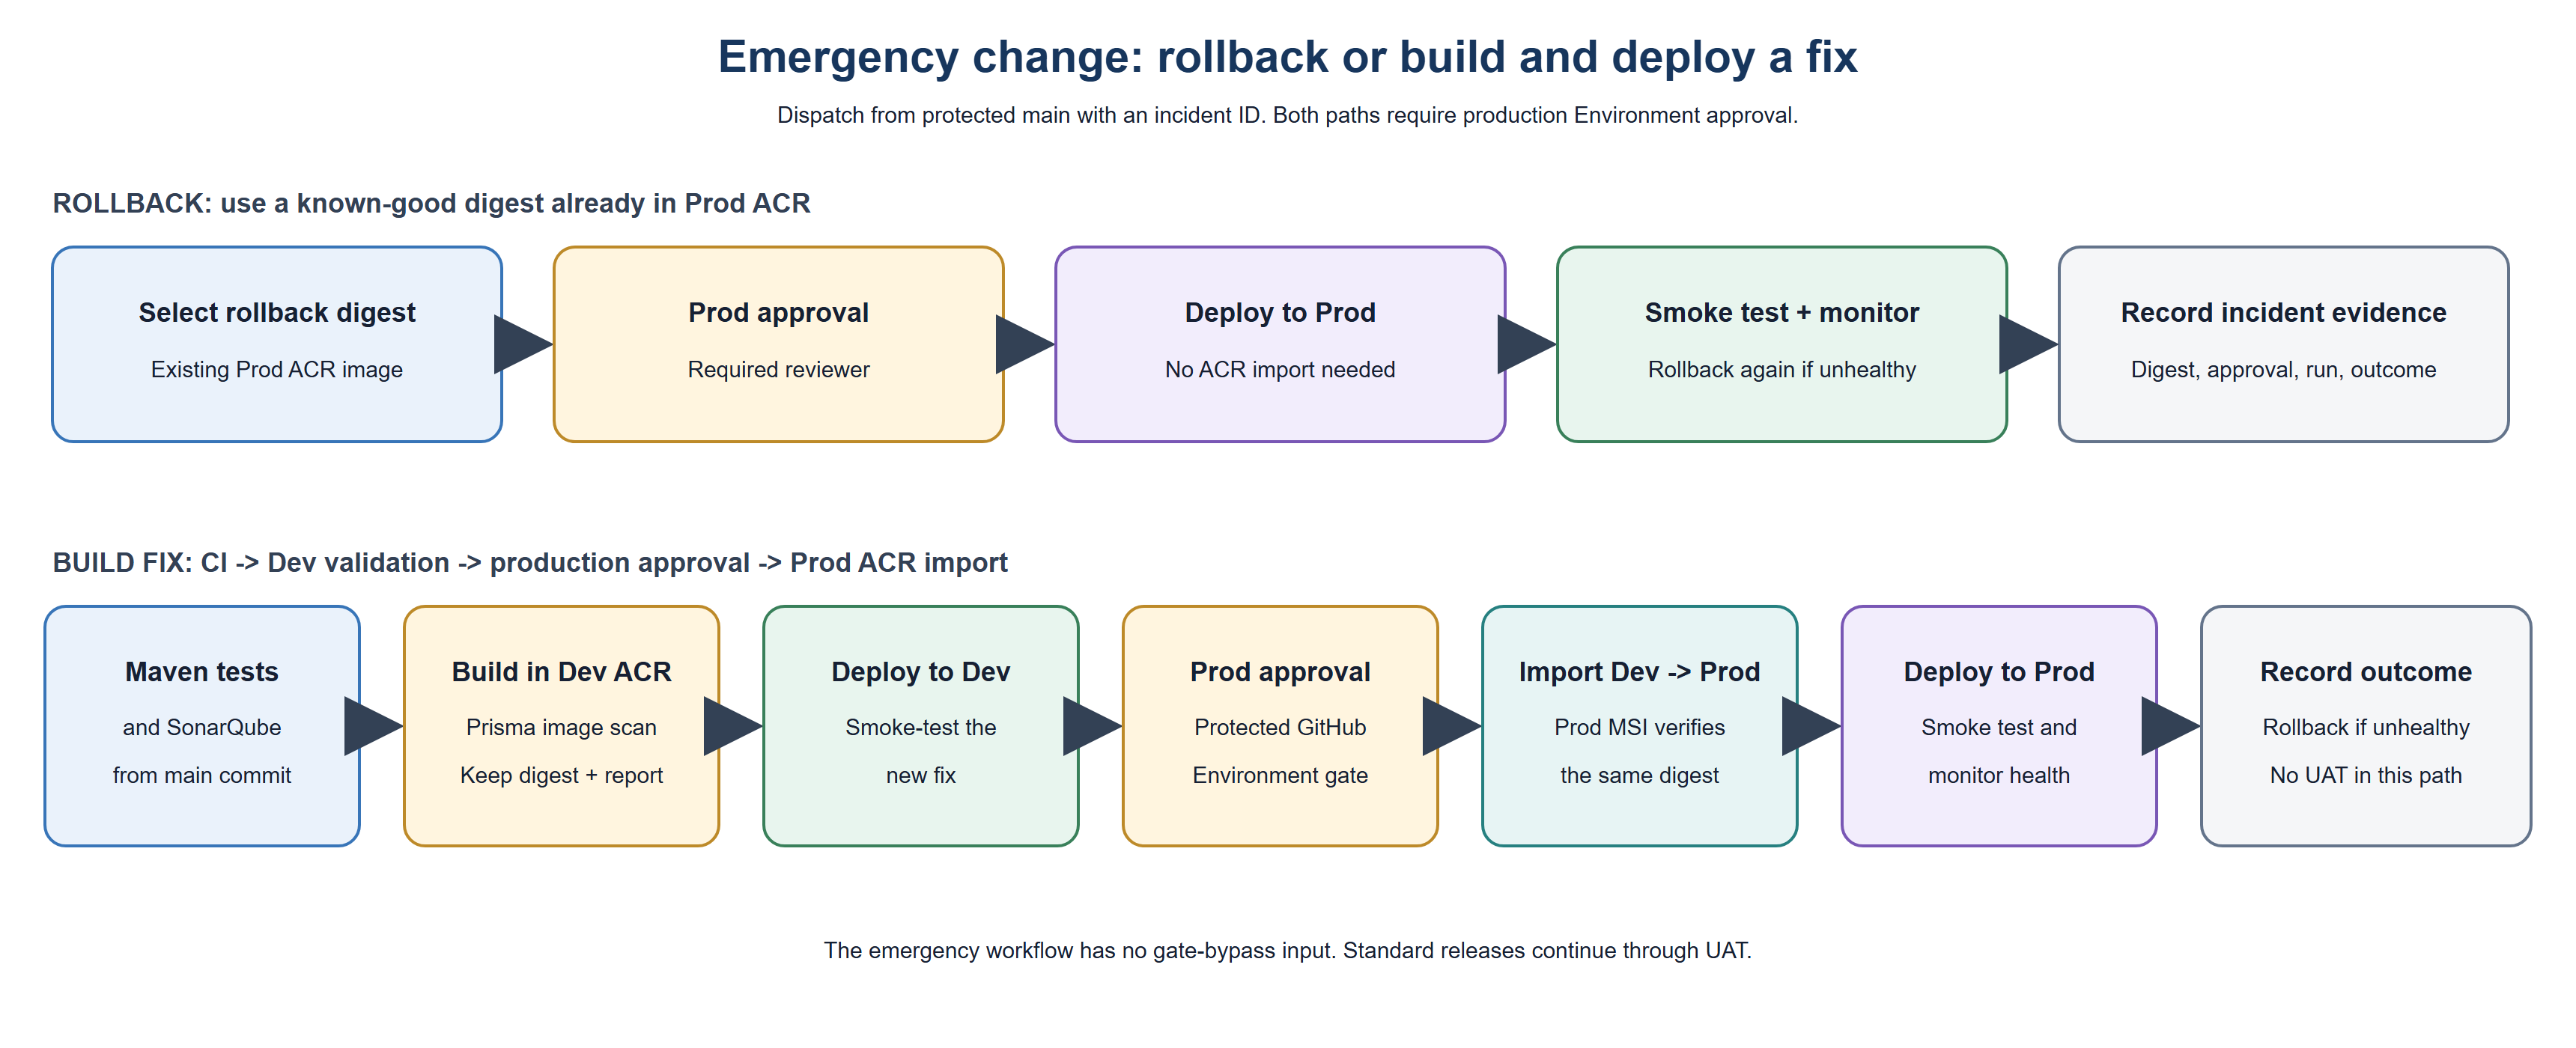 Emergency change: rollback or build and deploy a fix
Dispatch from protected main with an incident ID. Both paths require production Environment approval.
ROLLBACK: use a known-good digest already in Prod ACR
Select rollback digest
Existing Prod ACR image
Prod approval
Required reviewer
Deploy to Prod
No ACR import needed
Smoke test + monitor
Rollback again if unhealthy
Record incident evidence
Digest, approval, run, outcome
BUILD FIX: CI -> Dev validation -> production approval -> Prod ACR import
Maven tests
and SonarQube
from main commit
Build in Dev ACR
Prisma image scan
Keep digest + report
Deploy to Dev
Smoke-test the
new fix
Prod approval
Protected GitHub
Environment gate
Import Dev -> Prod
Prod MSI verifies
the same digest
Deploy to Prod
Smoke test and
monitor health
Record outcome
Rollback if unhealthy
No UAT in this path
The emergency workflow has no gate-bypass input. Standard releases continue through UAT.